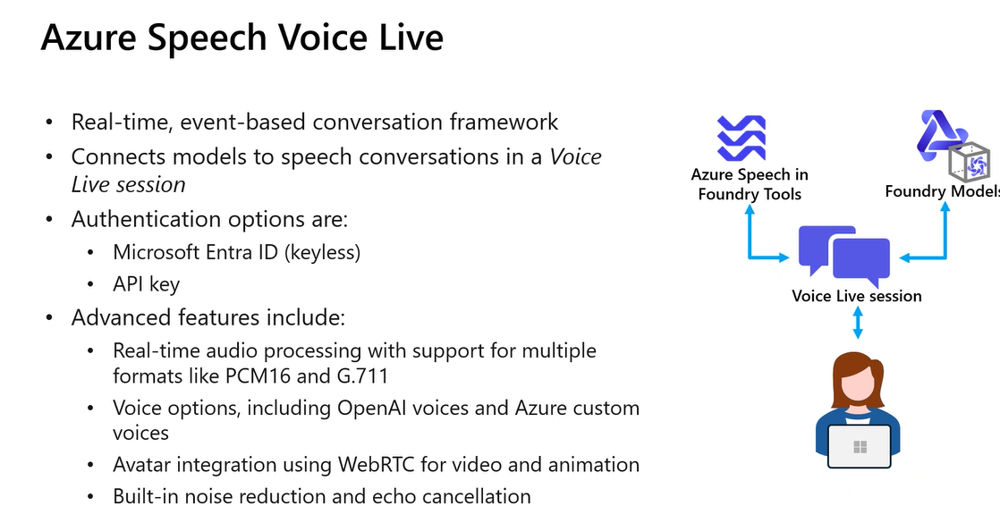 Azure Speech Voice Live
• Real-time, event-based conversation framework
• Connects models to speech conversations in a Voice
Live session
• Authentication options are:
• Microsoft Entra ID (keyless)
• API key
• Advanced features include:
• Real-time audio processing with support for multiple
formats like PCM16 and G.711
• Voice options, including OpenAI voices and Azure custom
voices
• Avatar integration using WebRTC for video and animation
• Built-in noise reduction and echo cancellation
Azure Speech in
Foundry Tools
Foundry Models
Voice Live session